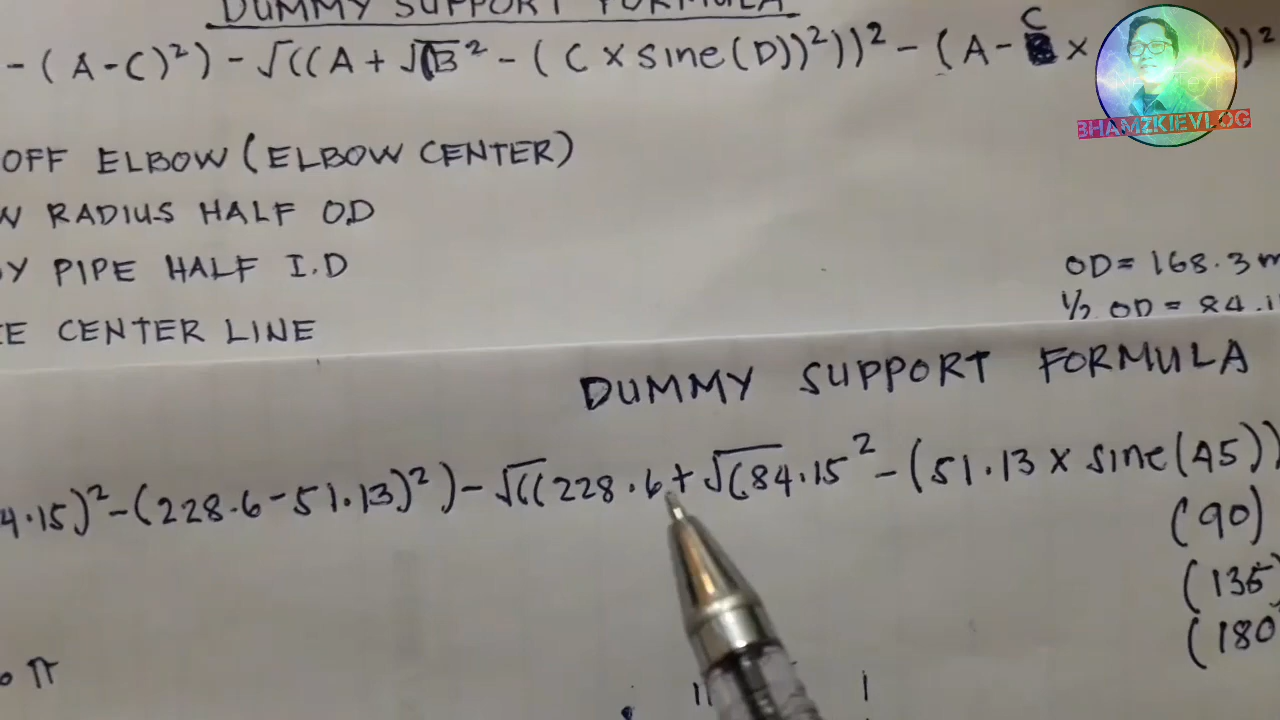 DUMMY SUPPORT FORMULA
- (A-C)²) - √(((A + √(B² - (C x sine(D))²))² - (A - C x ))²
BHAMZKIEVLOG
OFF ELBOW (ELBOW CENTER)
RADIUS HALF OD
PIPE HALF I.D
OD = 168.3
CENTER LINE
1/2 OD = 84.1
DUMMY SUPPORT FORMULA
4.15)² - (228.6 - 51.13)²) - √((228.6 + √(84.15² - (51.13 x sine(45))
(90)
(135)
(180
π